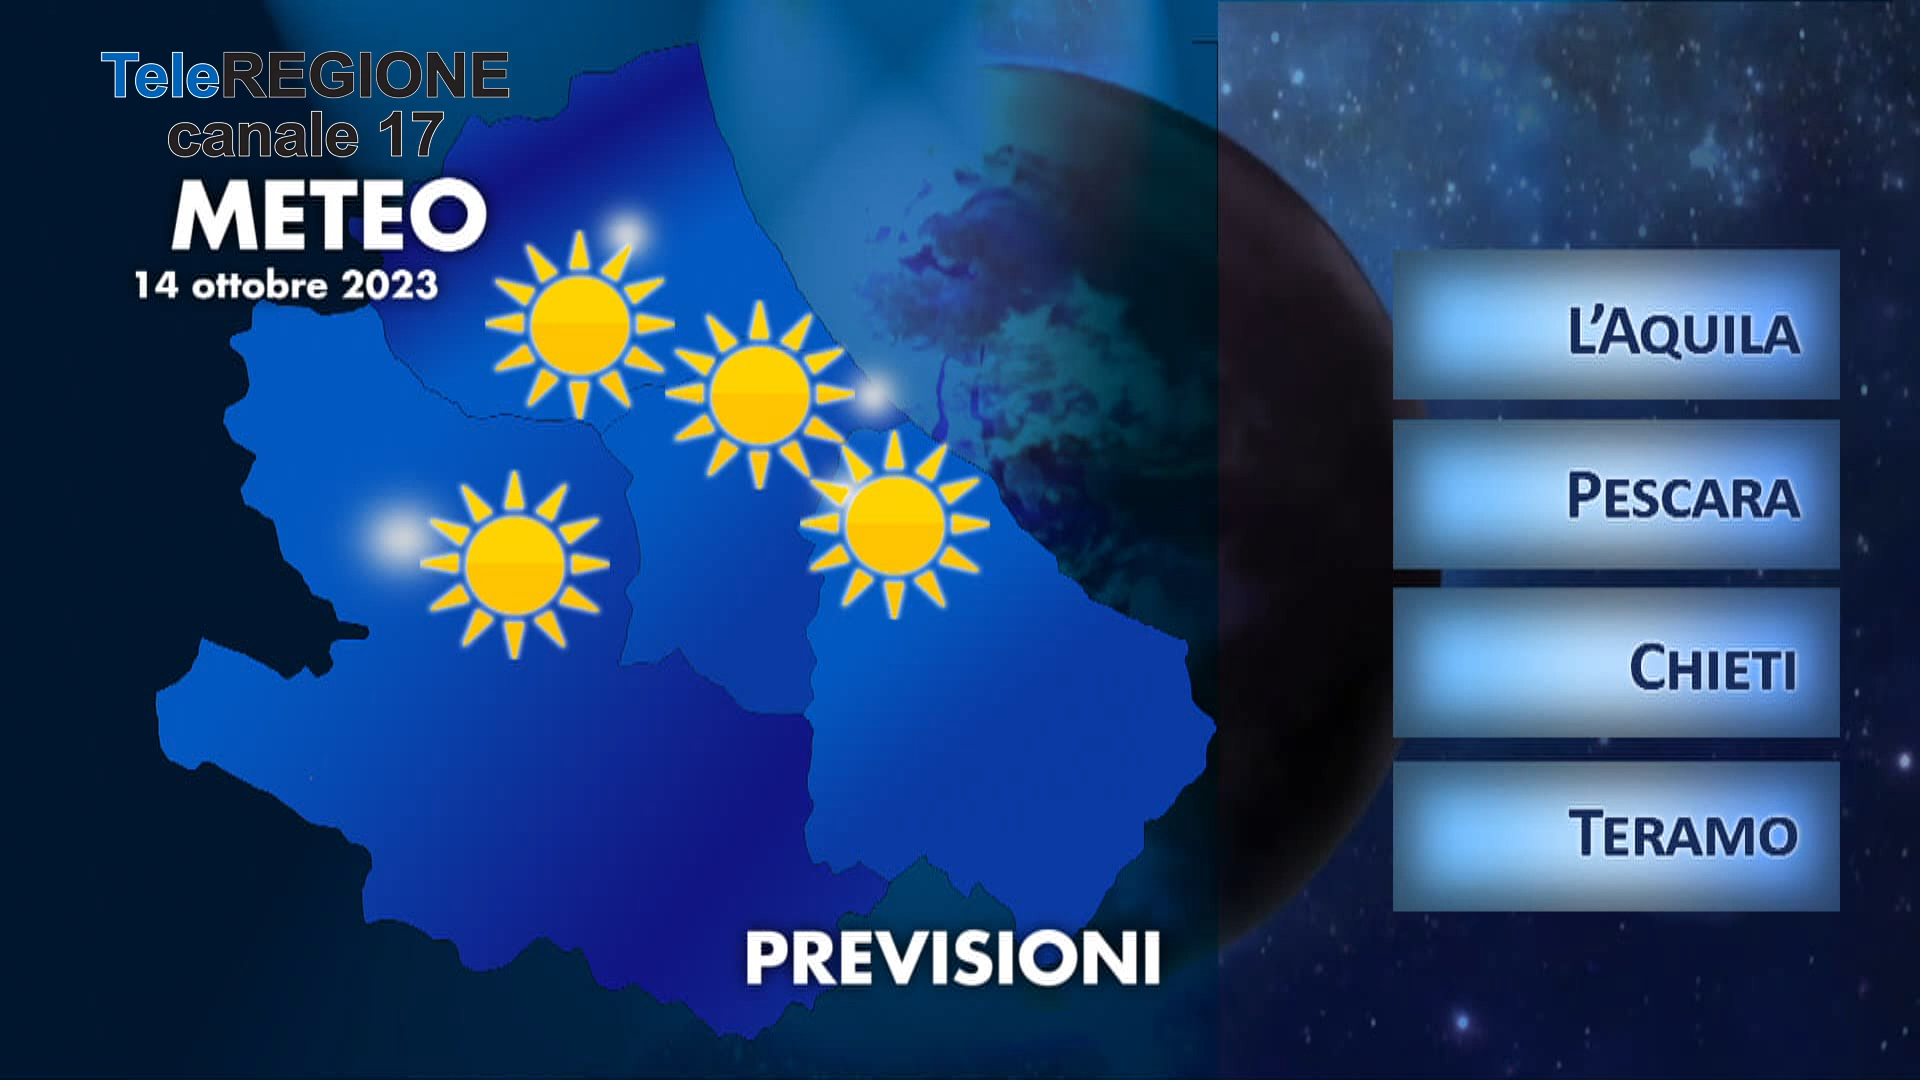 TeleREGIONE
canale 17
METEO
14 ottobre 2023
L'AQUILA
PESCARA
CHIETI
TERAMO
PREVISIONI